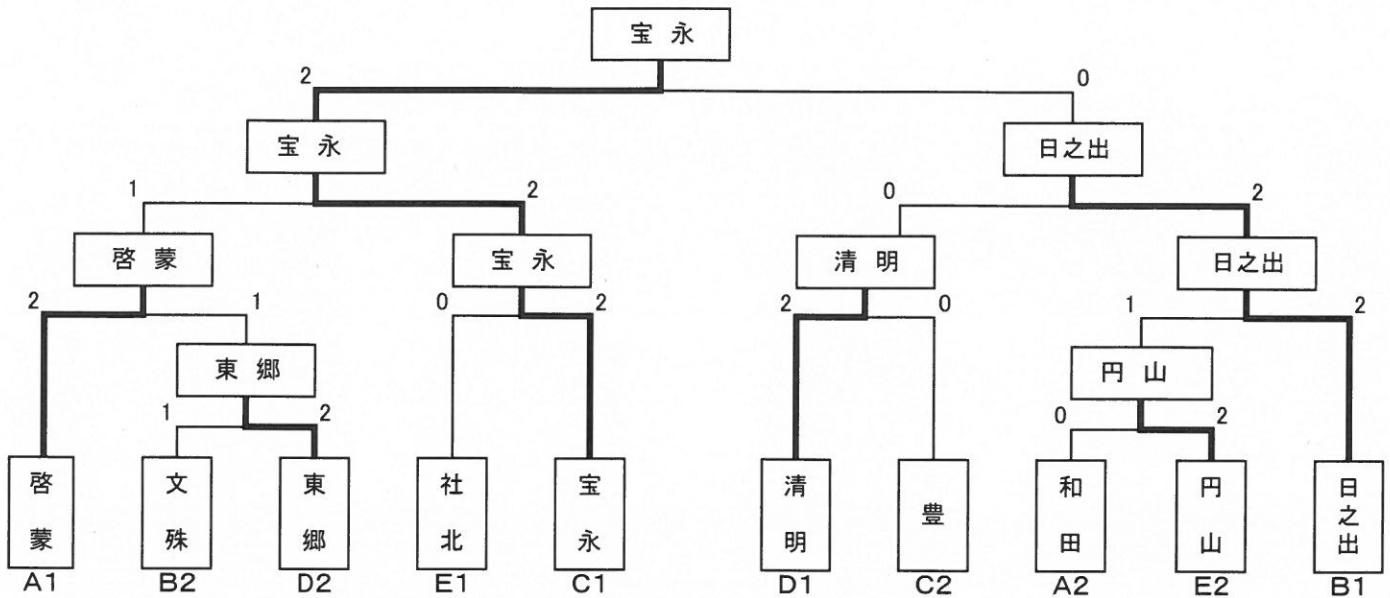 宝永
2 0
宝永 日之出
1 2 0 2
啓蒙 宝永 清明 日之出
2 1 0 2 2 0 1 2
東郷 円山
1 2 0 2
啓蒙 文殊 東郷 社北 宝永 清明 豊 和田 円山 日之出
A1 B2 D2 E1 C1 D1 C2 A2 E2 B1